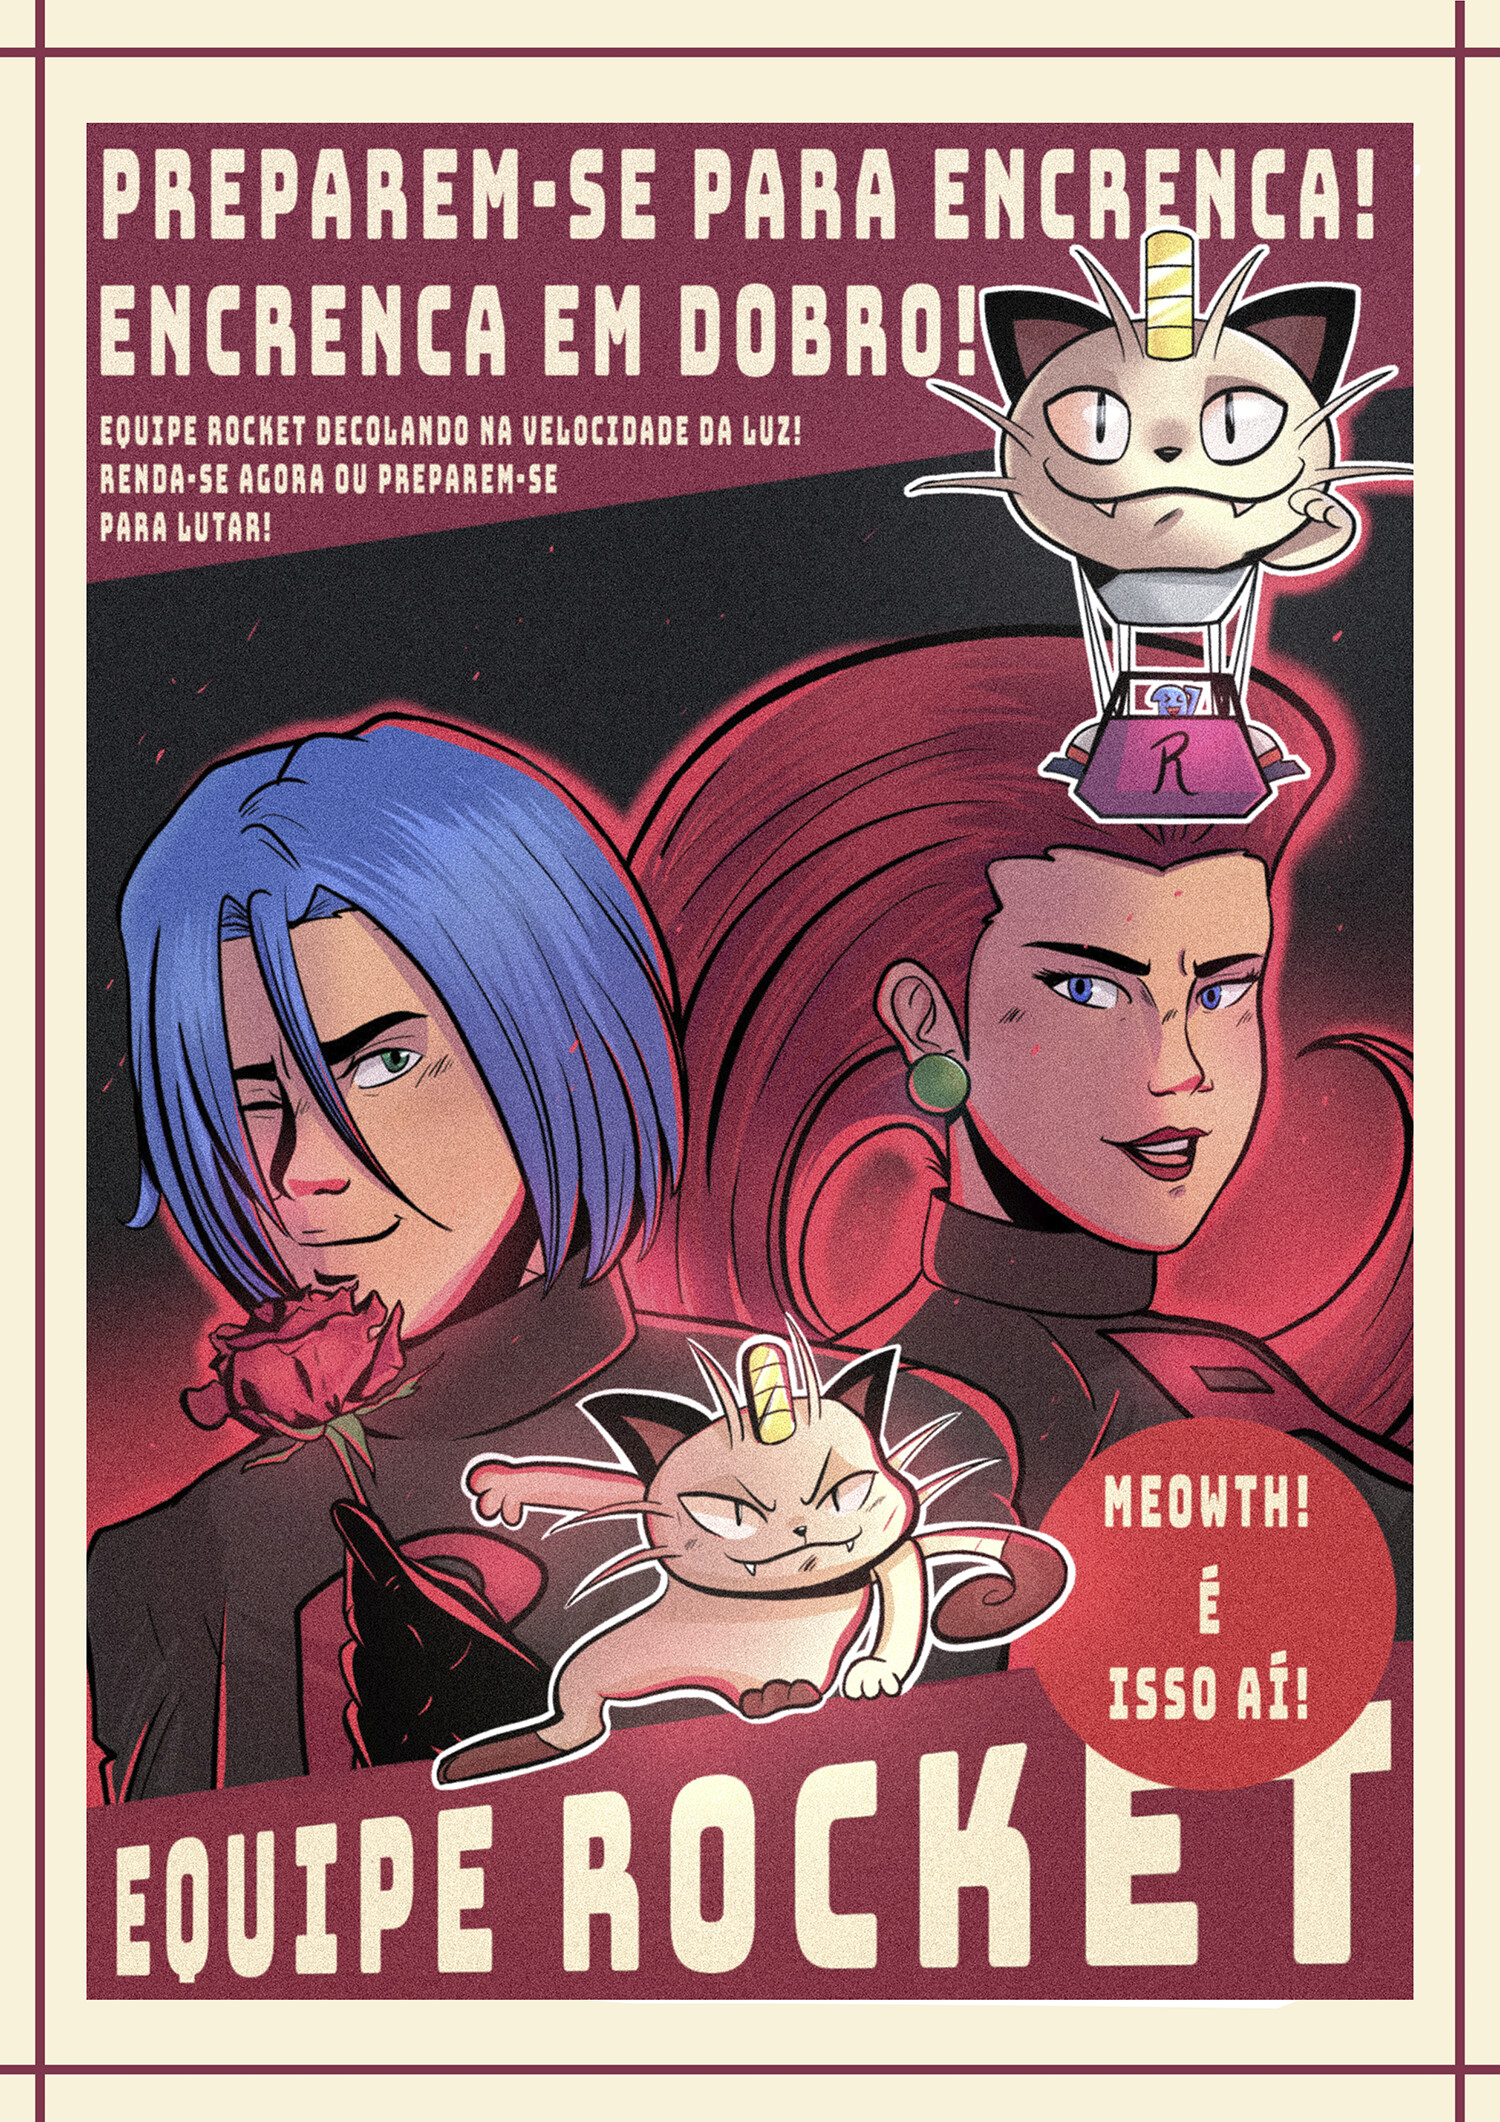 PREPAREM-SE PARA ENCRENCA!
ENCRENCA EM DOBRO!
EQUIPE ROCKET DECOLANDO NA VELOCIDADE DA LUZ!
RENDA-SE AGORA OU PREPAREM-SE
PARA LUTAR!
R
MEOWTH!
É
ISSO AÍ!
EQUIPE ROCKET